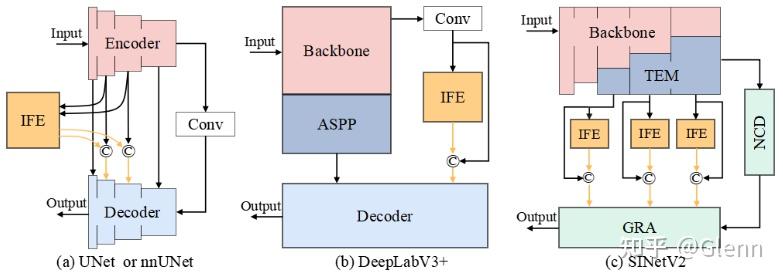 Input
Encoder
IFE
Conv
©
©
Output
Decoder
(a) UNet or nnUNet
Input
Backbone
Conv
ASPP
IFE
©
Output
Decoder
(b) DeepLabV3+
Input
Backbone
TEM
IFE
IFE
IFE
NCD
©
©
©
Output
GRA
(c) SINetV2
知乎 @Glenn